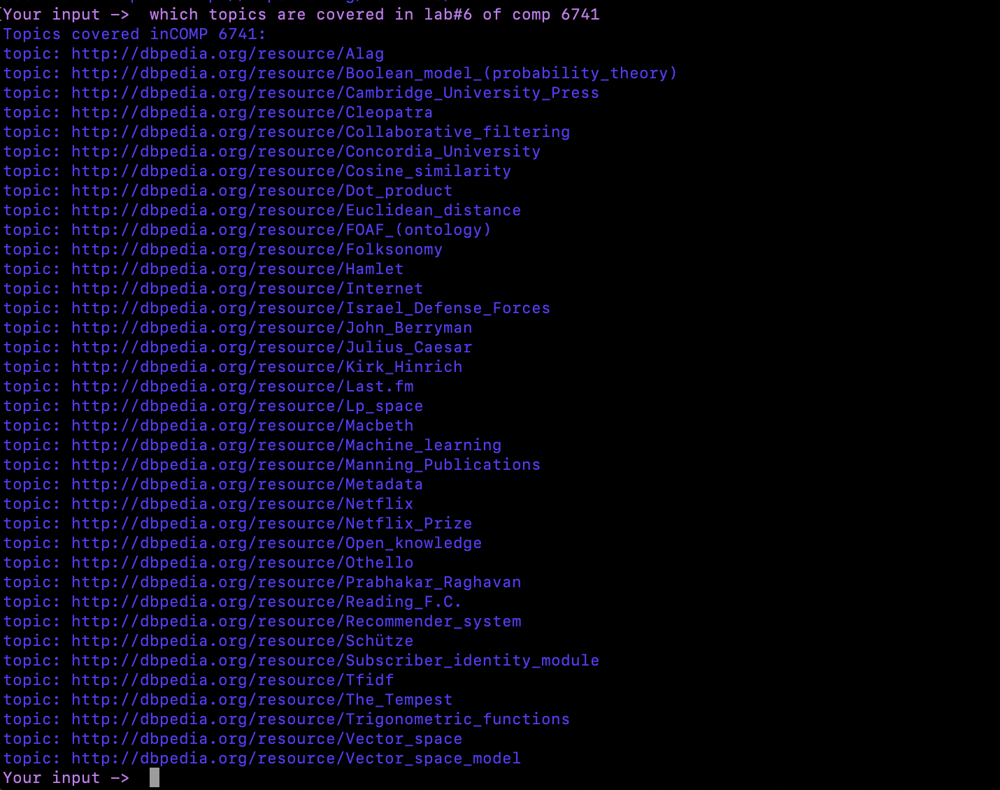 Your input ->  which topics are covered in lab#6 of comp 6741
Topics covered inCOMP 6741:
topic: http://dbpedia.org/resource/Alag
topic: http://dbpedia.org/resource/Boolean_model_(probability_theory)
topic: http://dbpedia.org/resource/Cambridge_University_Press
topic: http://dbpedia.org/resource/Cleopatra
topic: http://dbpedia.org/resource/Collaborative_filtering
topic: http://dbpedia.org/resource/Concordia_University
topic: http://dbpedia.org/resource/Cosine_similarity
topic: http://dbpedia.org/resource/Dot_product
topic: http://dbpedia.org/resource/Euclidean_distance
topic: http://dbpedia.org/resource/FOAF_(ontology)
topic: http://dbpedia.org/resource/Folksonomy
topic: http://dbpedia.org/resource/Hamlet
topic: http://dbpedia.org/resource/Internet
topic: http://dbpedia.org/resource/Israel_Defense_Forces
topic: http://dbpedia.org/resource/John_Berryman
topic: http://dbpedia.org/resource/Julius_Caesar
topic: http://dbpedia.org/resource/Kirk_Hinrich
topic: http://dbpedia.org/resource/Last.fm
topic: http://dbpedia.org/resource/Lp_space
topic: http://dbpedia.org/resource/Macbeth
topic: http://dbpedia.org/resource/Machine_learning
topic: http://dbpedia.org/resource/Manning_Publications
topic: http://dbpedia.org/resource/Metadata
topic: http://dbpedia.org/resource/Netflix
topic: http://dbpedia.org/resource/Netflix_Prize
topic: http://dbpedia.org/resource/Open_knowledge
topic: http://dbpedia.org/resource/Othello
topic: http://dbpedia.org/resource/Prabhakar_Raghavan
topic: http://dbpedia.org/resource/Reading_F.C.
topic: http://dbpedia.org/resource/Recommender_system
topic: http://dbpedia.org/resource/Schütze
topic: http://dbpedia.org/resource/Subscriber_identity_module
topic: http://dbpedia.org/resource/Tfidf
topic: http://dbpedia.org/resource/The_Tempest
topic: http://dbpedia.org/resource/Trigonometric_functions
topic: http://dbpedia.org/resource/Vector_space
topic: http://dbpedia.org/resource/Vector_space_model
Your input ->